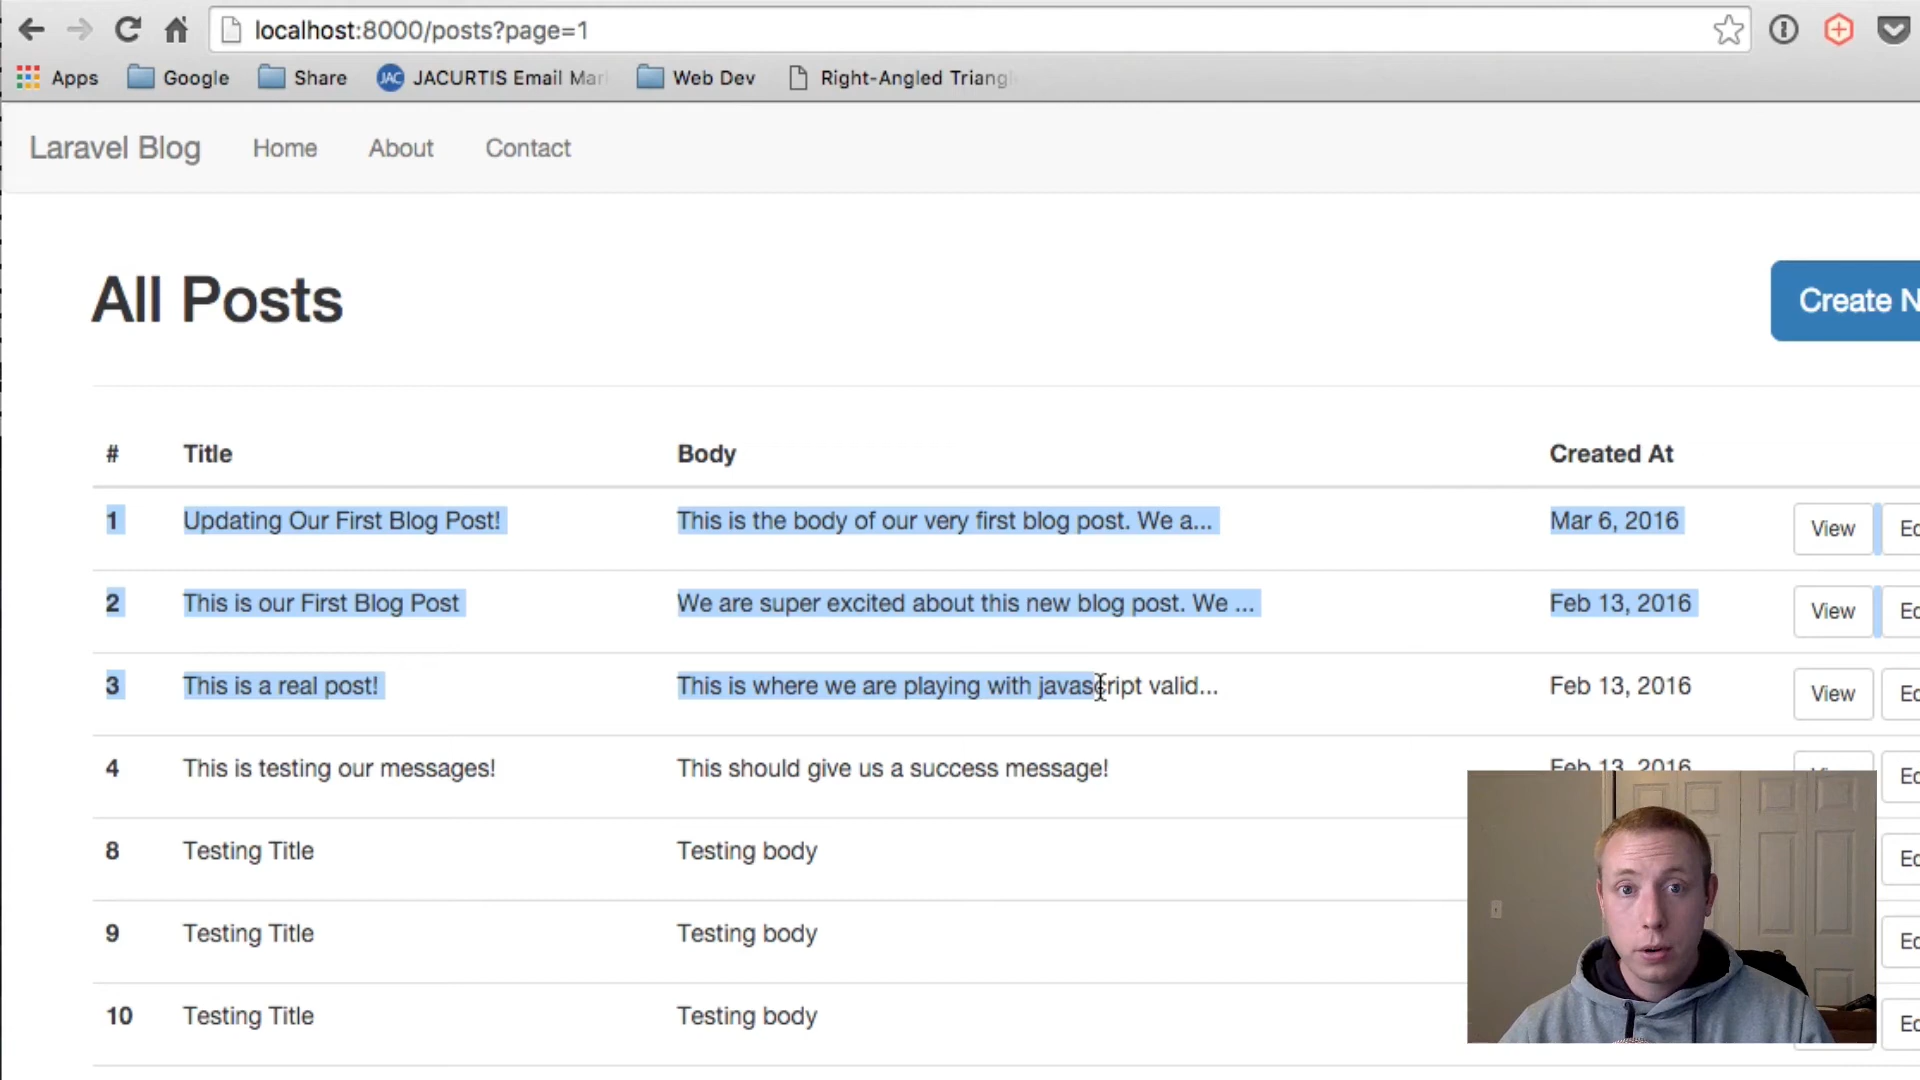 localhost:8000/posts?page=1
Apps Google Share JAC JACURTIS Email Mar Web Dev Right-Angled Triang
Laravel Blog Home About Contact
All Posts
Create N
# Title Body Created At
1 Updating Our First Blog Post! This is the body of our very first blog post. We a... Mar 6, 2016 View Ed
2 This is our First Blog Post We are super excited about this new blog post. We ... Feb 13, 2016 View Ed
3 This is a real post! This is where we are playing with javascript valid... Feb 13, 2016 View Ed
4 This is testing our messages! This should give us a success message! Feb 13, 2016 Ed
8 Testing Title Testing body Ed
9 Testing Title Testing body Ed
10 Testing Title Testing body Ed